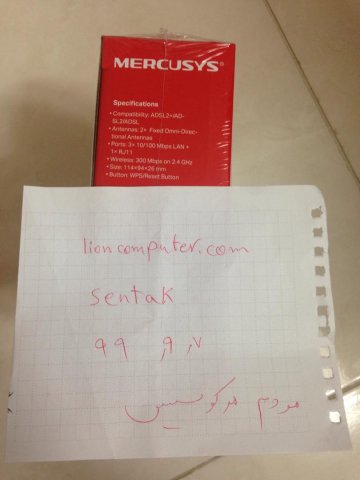 MERCUSYS®
Specifications
• Compatibility: ADSL2+/AD-
SL2/ADSL
• Antennas: 2× Fixed Omni-Direc-
tional Antennas
• Ports: 3× 10/100 Mbps LAN +
1× RJ11
• Wireless: 300 Mbps on 2.4 GHz
• Size: 114×94×26 mm
• Button: WPS/Reset Button
lioncomputer.com
sentak
۹۹ ,۹ ,۷
مودم مرکوسیس